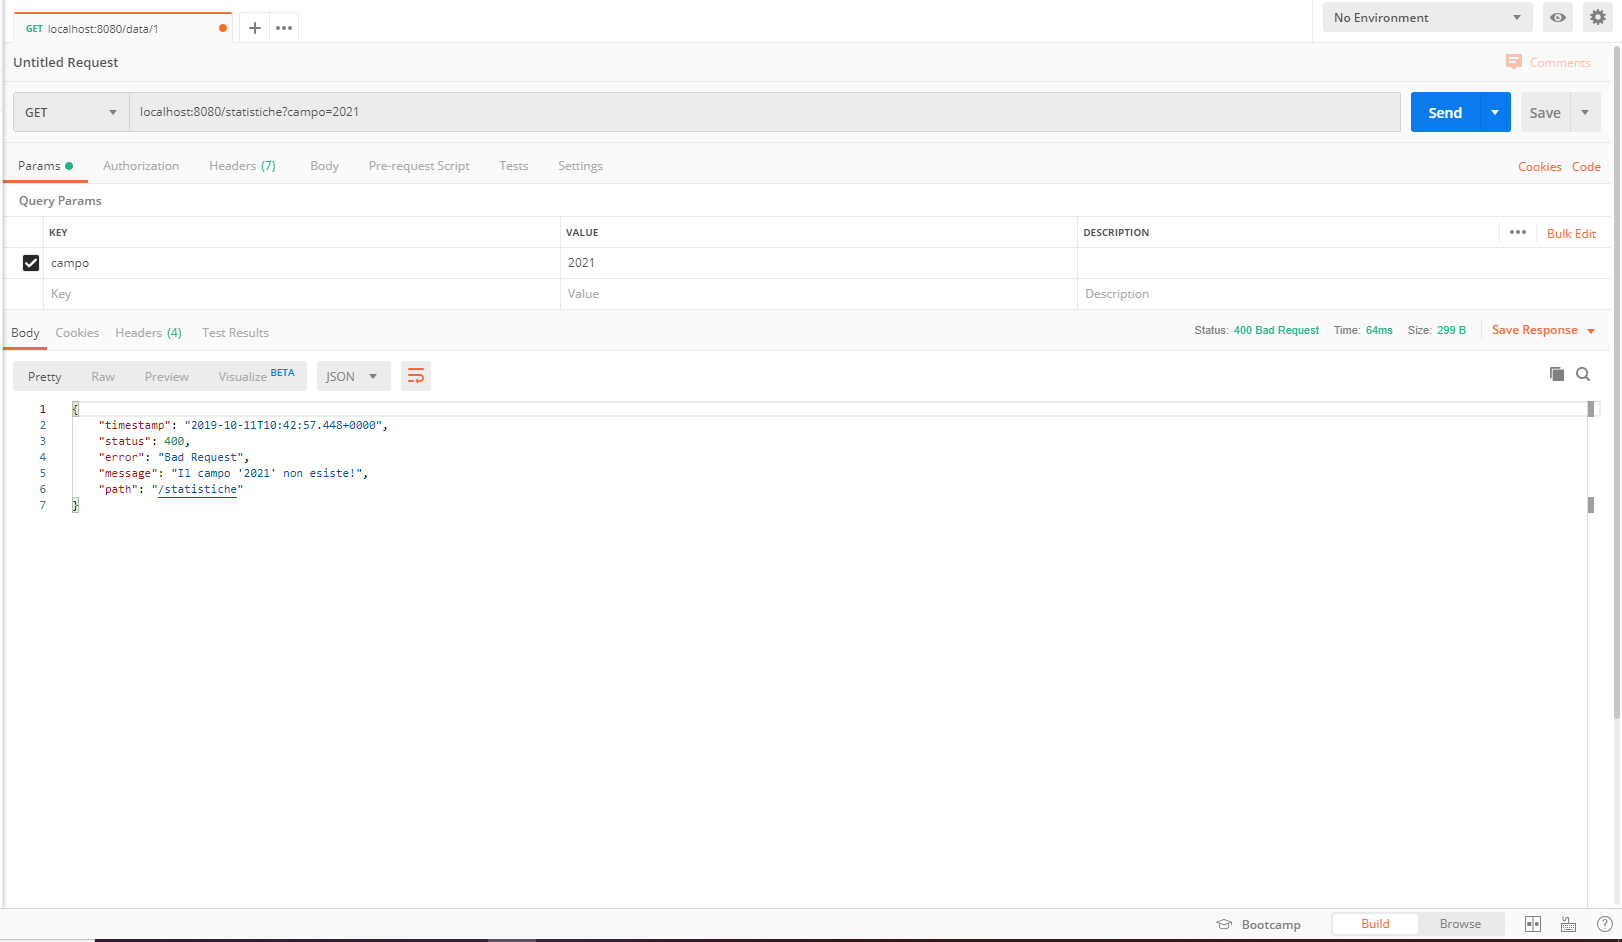 GET localhost:8080/data/1
No Environment
Untitled Request
Comments
GET localhost:8080/statistiche?campo=2021 Send Save
Params Authorization Headers (7) Body Pre-request Script Tests Settings Cookies Code
Query Params
KEY VALUE DESCRIPTION Bulk Edit
campo 2021
Key Value Description
Body Cookies Headers (4) Test Results Status: 400 Bad Request Time: 64ms Size: 299 B Save Response
Pretty Raw Preview Visualize BETA JSON
1 {
2 "timestamp": "2019-10-11T10:42:57.448+0000",
3 "status": 400,
4 "error": "Bad Request",
5 "message": "Il campo '2021' non esiste!",
6 "path": "/statistiche"
7 }
Bootcamp Build Browse